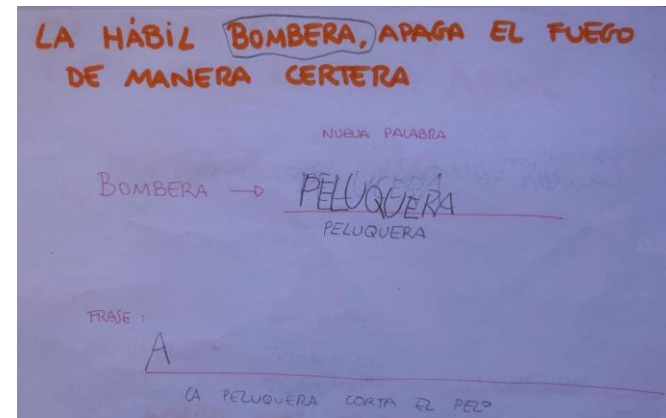 LA HÁBIL BOMBERA, APAGA EL FUEGO
DE MANERA CERTERA
NUEVA PALABRA
BOMBERA → PELUQUERA
PELUQUERA
FRASE:
A
LA PELUQUERA CORTA EL PELO